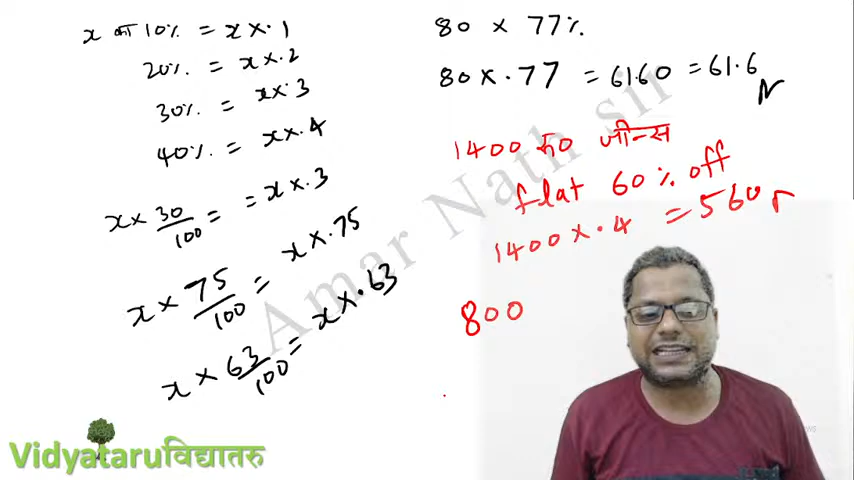 x का 10% = x×.1
20% = x×.2
30% = x×.3
40% = x×.4
x × 30/100 = = x×.3
x × 75/100 = x×.75
x × 63/100 = x×.63
80 × 77%
80×.77 = 61.60 = 61.6
1400 रू० जीन्स
flat 60% off
1400×.4 = 560
800
Amar Nath sir
Vidyataruविद्यातरु